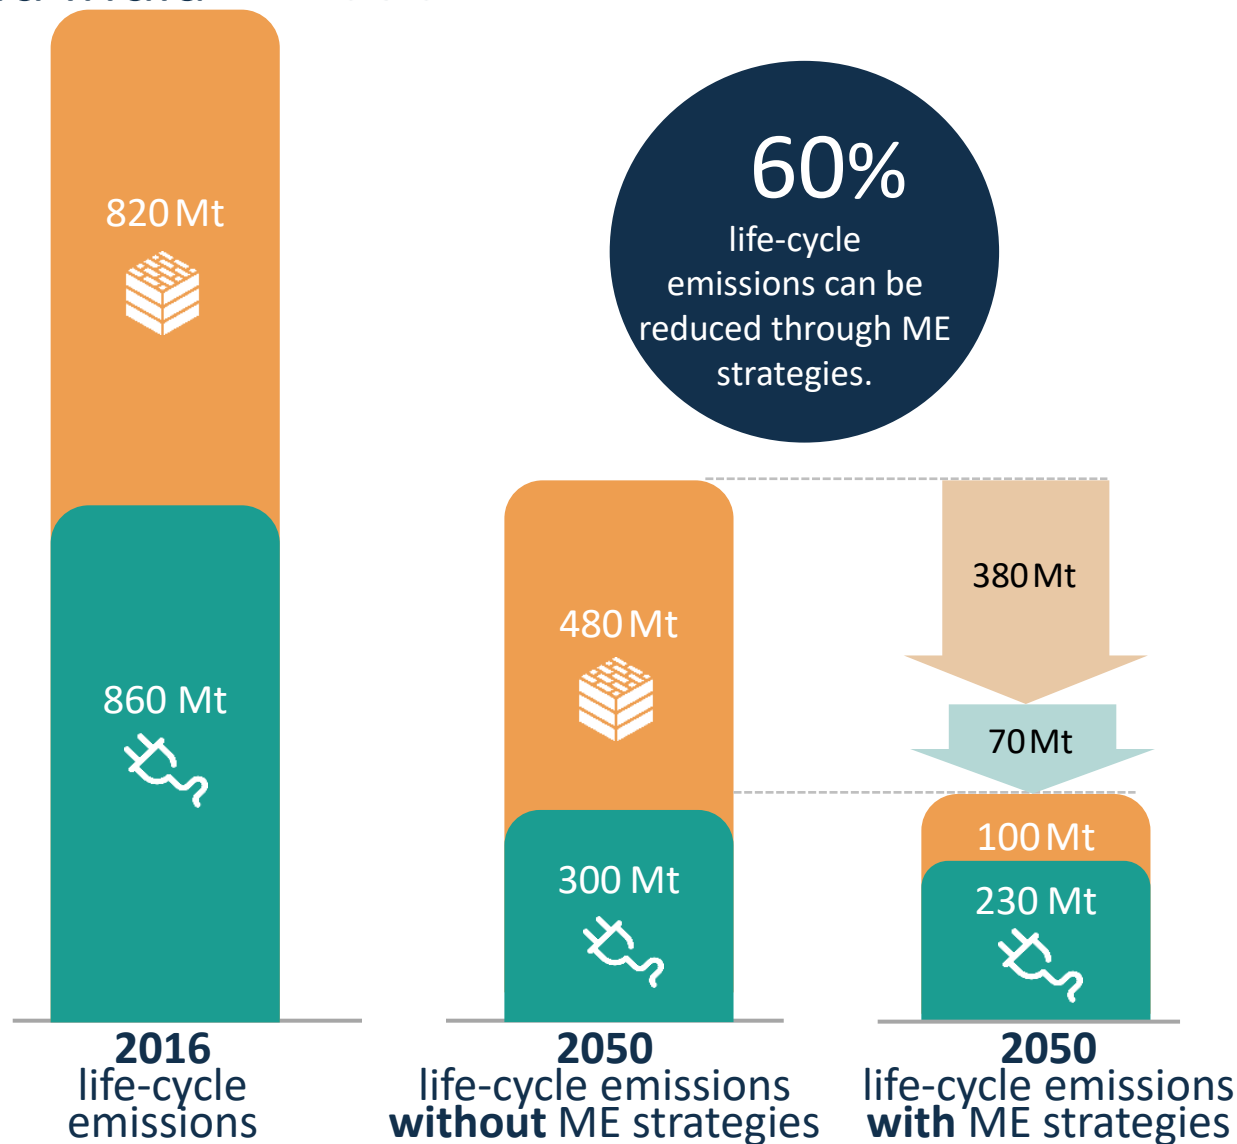 820 Mt
860 Mt
60%
life-cycle
emissions can be
reduced through ME
strategies.
480 Mt
300 Mt
380 Mt
70 Mt
100 Mt
230 Mt
2016
life-cycle
emissions
2050
life-cycle emissions
without ME strategies
2050
life-cycle emissions
with ME strategies